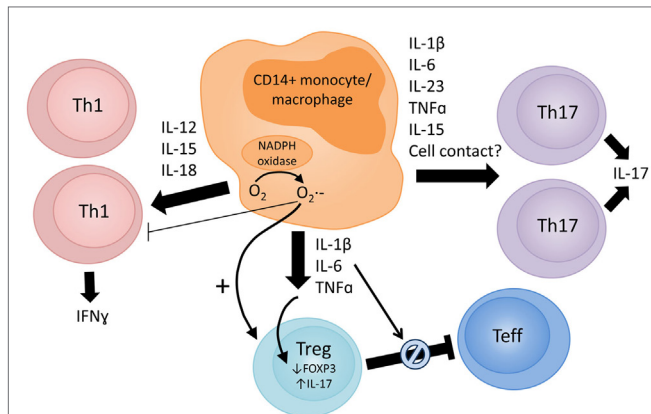 Th1
Th1
IFNɣ
IL-12
IL-15
IL-18
CD14+ monocyte/
macrophage
NADPH
oxidase
O2
O2·-
IL-1β
IL-6
IL-23
TNFα
IL-15
Cell contact?
Th17
Th17
IL-17
+
IL-1β
IL-6
TNFα
Treg
↓FOXP3
↑IL-17
Teff